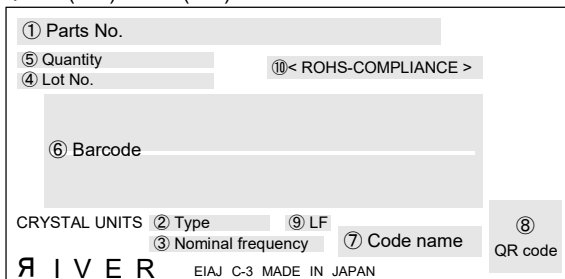 ① Parts No.
⑤ Quantity
⑩< ROHS-COMPLIANCE >
④ Lot No.
⑥ Barcode
CRYSTAL UNITS ② Type ⑨ LF
③ Nominal frequency ⑦ Code name
⑧
QR code
ЯIVER EIAJ C-3 MADE IN JAPAN